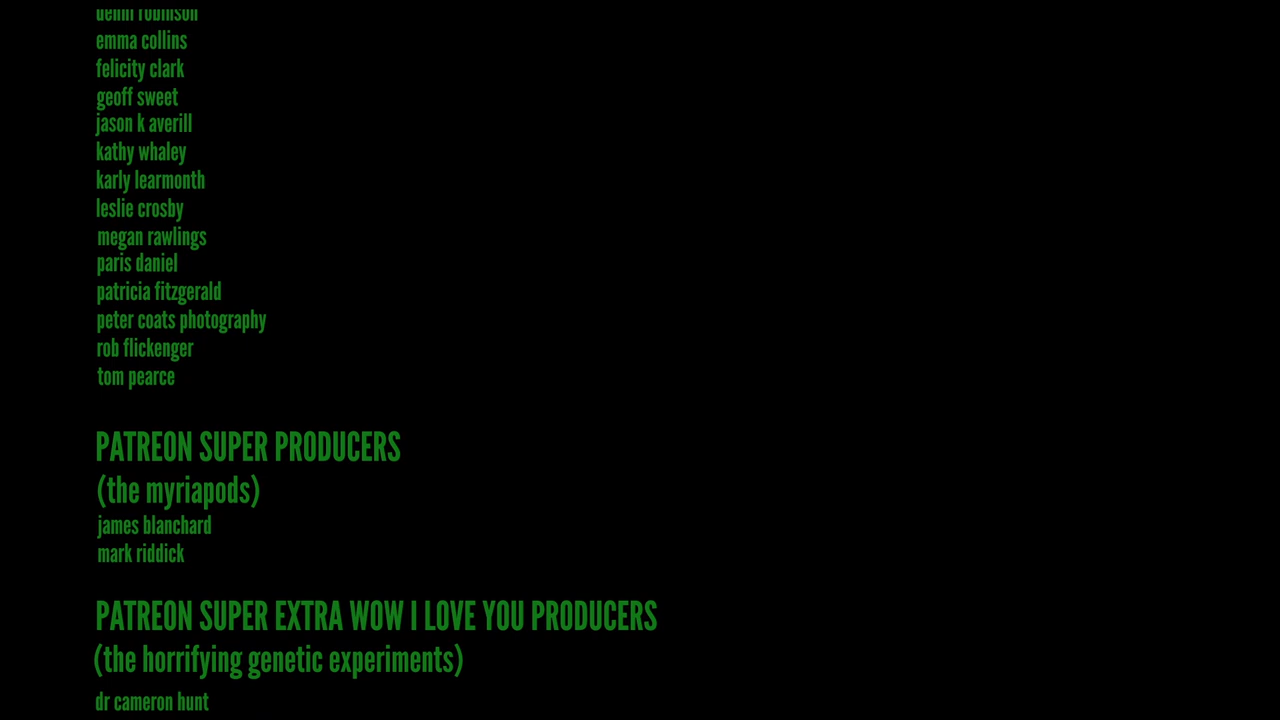 robinson
emma collins
felicity clark
geoff sweet
jason k averill
kathy whaley
karly learmonth
leslie crosby
megan rawlings
paris daniel
patricia fitzgerald
peter coats photography
rob flickenger
tom pearce
PATREON SUPER PRODUCERS
(the myriapods)
james blanchard
mark riddick
PATREON SUPER EXTRA WOW I LOVE YOU PRODUCERS
(the horrifying genetic experiments)
dr cameron hunt